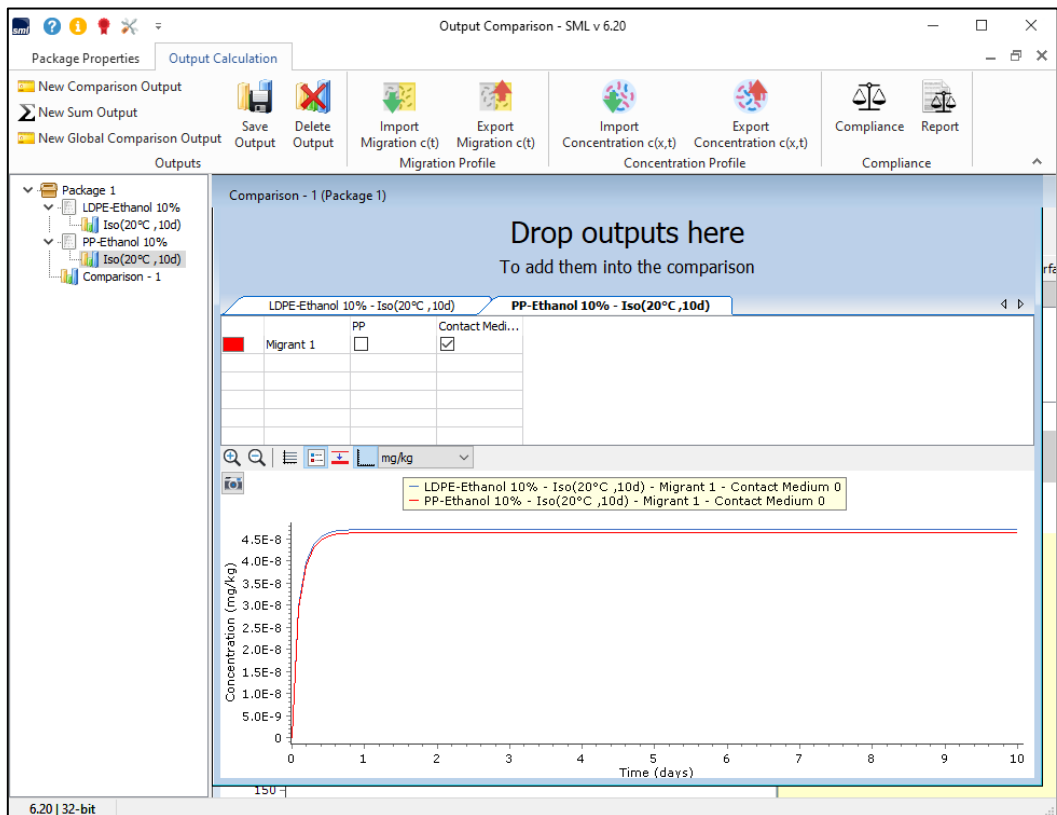 sml
Output Comparison - SML v 6.20
Package Properties
Output Calculation
New Comparison Output
New Sum Output
New Global Comparison Output
Outputs
Save
Output
Delete
Output
Import
Migration c(t)
Export
Migration c(t)
Migration Profile
Import
Concentration c(x,t)
Export
Concentration c(x,t)
Concentration Profile
Compliance
Report
Compliance
Package 1
LDPE-Ethanol 10%
Iso(20°C ,10d)
PP-Ethanol 10%
Iso(20°C ,10d)
Comparison - 1
Comparison - 1 (Package 1)
Drop outputs here
To add them into the comparison
rfa
LDPE-Ethanol 10% - Iso(20°C ,10d)
PP-Ethanol 10% - Iso(20°C ,10d)
PP
Contact Medi...
Migrant 1
mg/kg
LDPE-Ethanol 10% - Iso(20°C ,10d) - Migrant 1 - Contact Medium 0
PP-Ethanol 10% - Iso(20°C ,10d) - Migrant 1 - Contact Medium 0
Concentration (mg/kg)
4.5E-8
4.0E-8
3.5E-8
3.0E-8
2.5E-8
2.0E-8
1.5E-8
1.0E-8
5.0E-9
0
0 1 2 3 4 5 6 7 8 9 10
Time (days)
150
6.20 | 32-bit